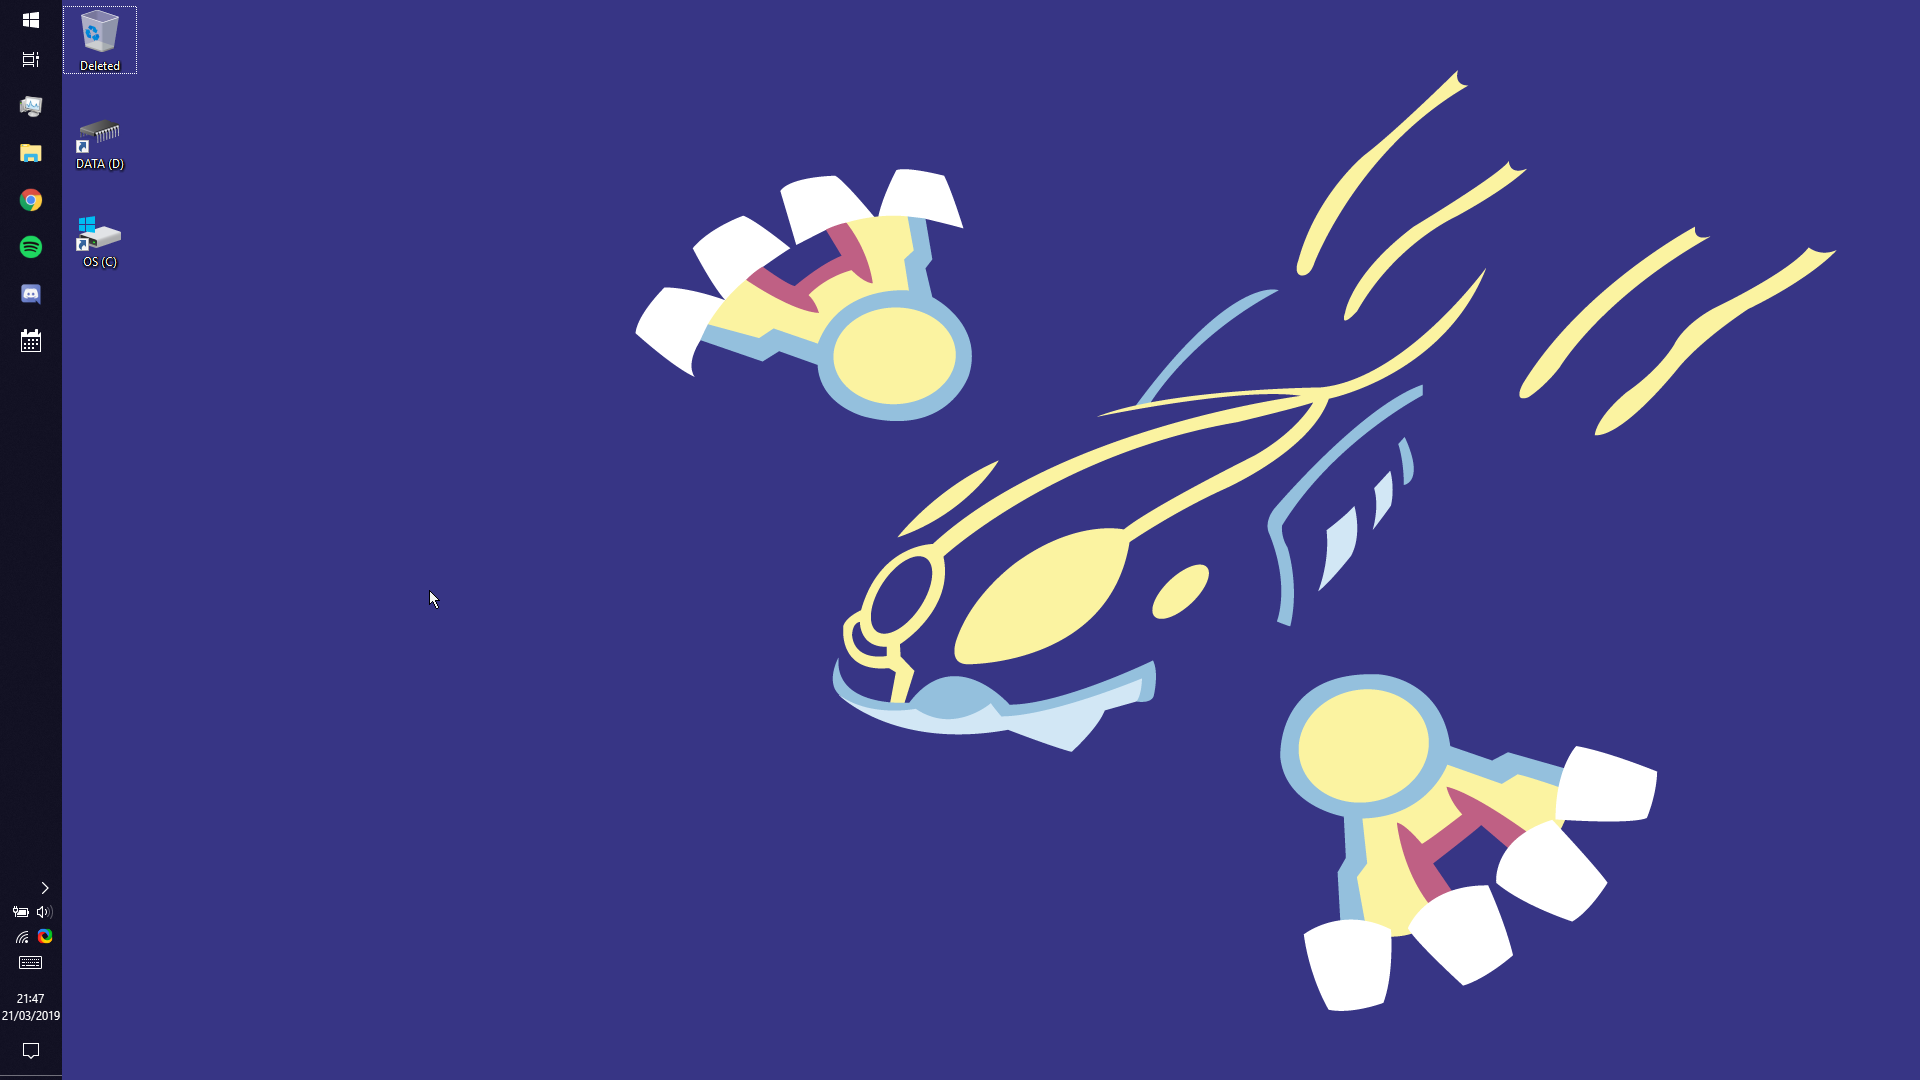 Deleted
DATA (D)
OS (C)
21:47
21/03/2019